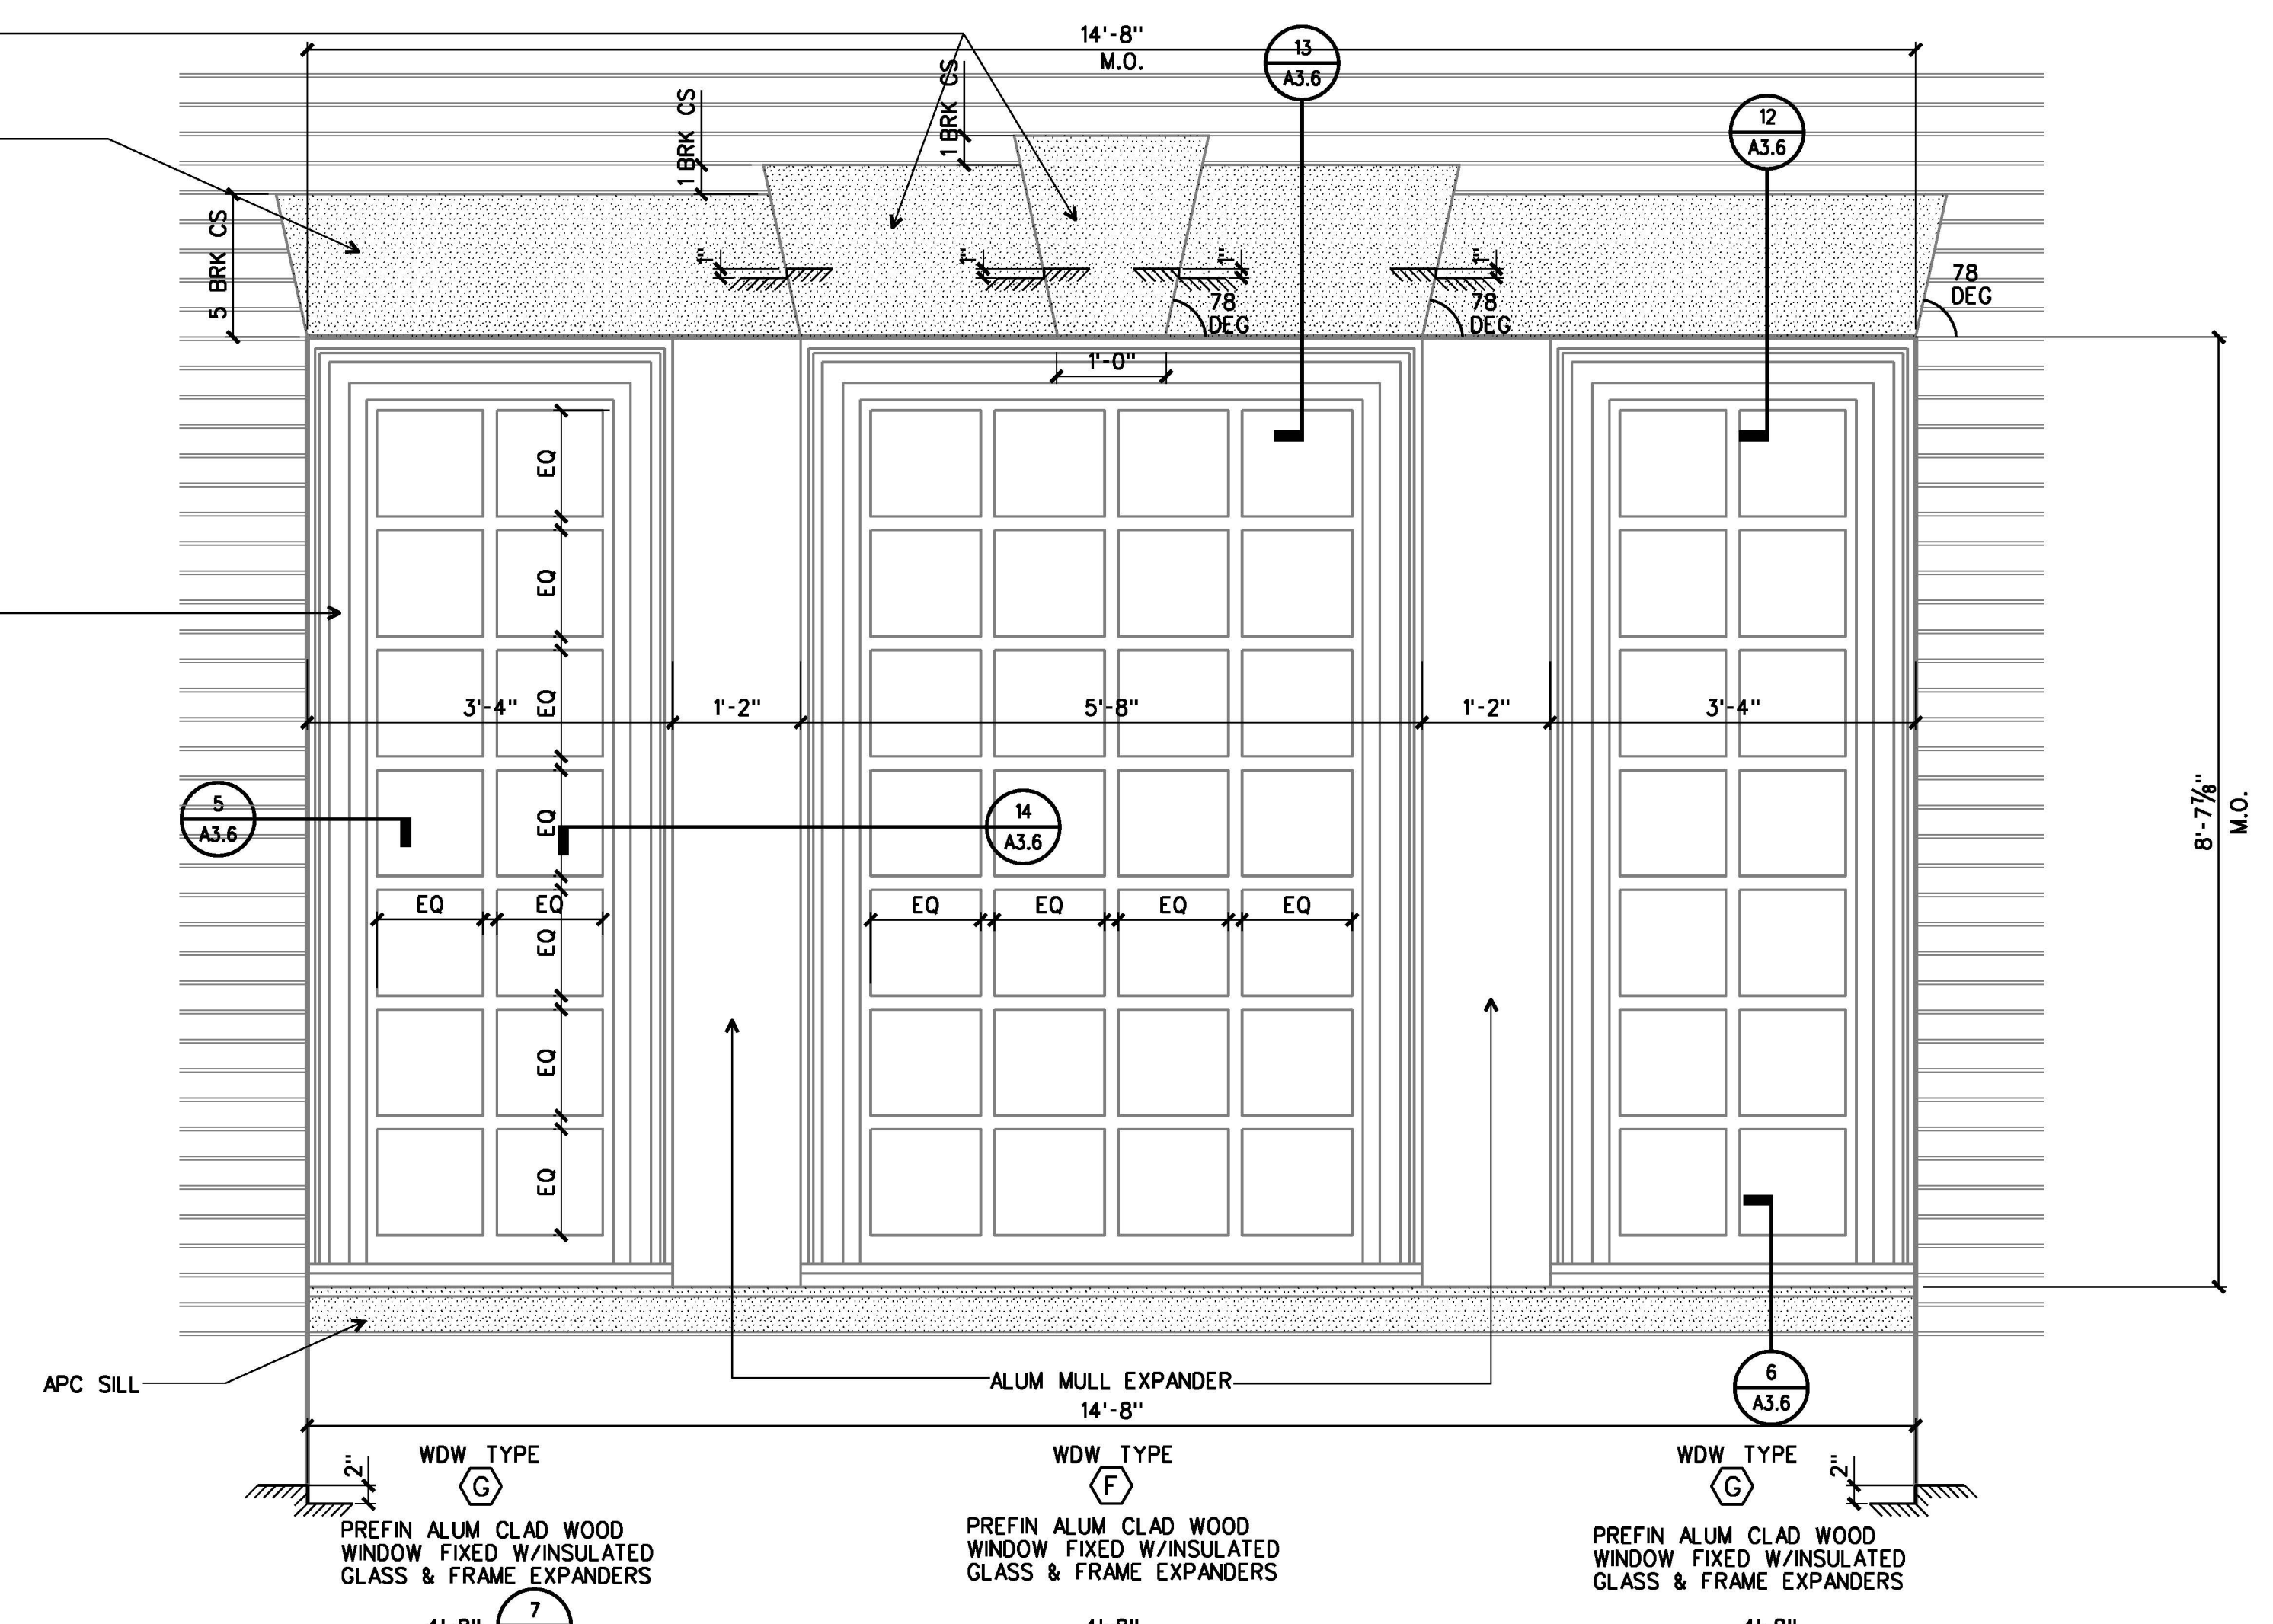 14'-8"
M.O.
13
A3.6
12
A3.6
1 BRK CS
1 BRK CS
5 BRK CS
1"
1"
1"
1"
78
DEG
78
DEG
78
DEG
1'-0"
EQ
EQ
EQ
EQ
EQ
EQ
EQ
3'-4"
1'-2"
5'-8"
1'-2"
3'-4"
8'-7⅞"
M.O.
5
A3.6
14
A3.6
EQ
EQ
EQ
EQ
EQ
EQ
APC SILL
ALUM MULL EXPANDER
6
A3.6
14'-8"
2"
WDW TYPE
G
WDW TYPE
F
WDW TYPE
G
2"
PREFIN ALUM CLAD WOOD
WINDOW FIXED W/INSULATED
GLASS & FRAME EXPANDERS
PREFIN ALUM CLAD WOOD
WINDOW FIXED W/INSULATED
GLASS & FRAME EXPANDERS
PREFIN ALUM CLAD WOOD
WINDOW FIXED W/INSULATED
GLASS & FRAME EXPANDERS
7